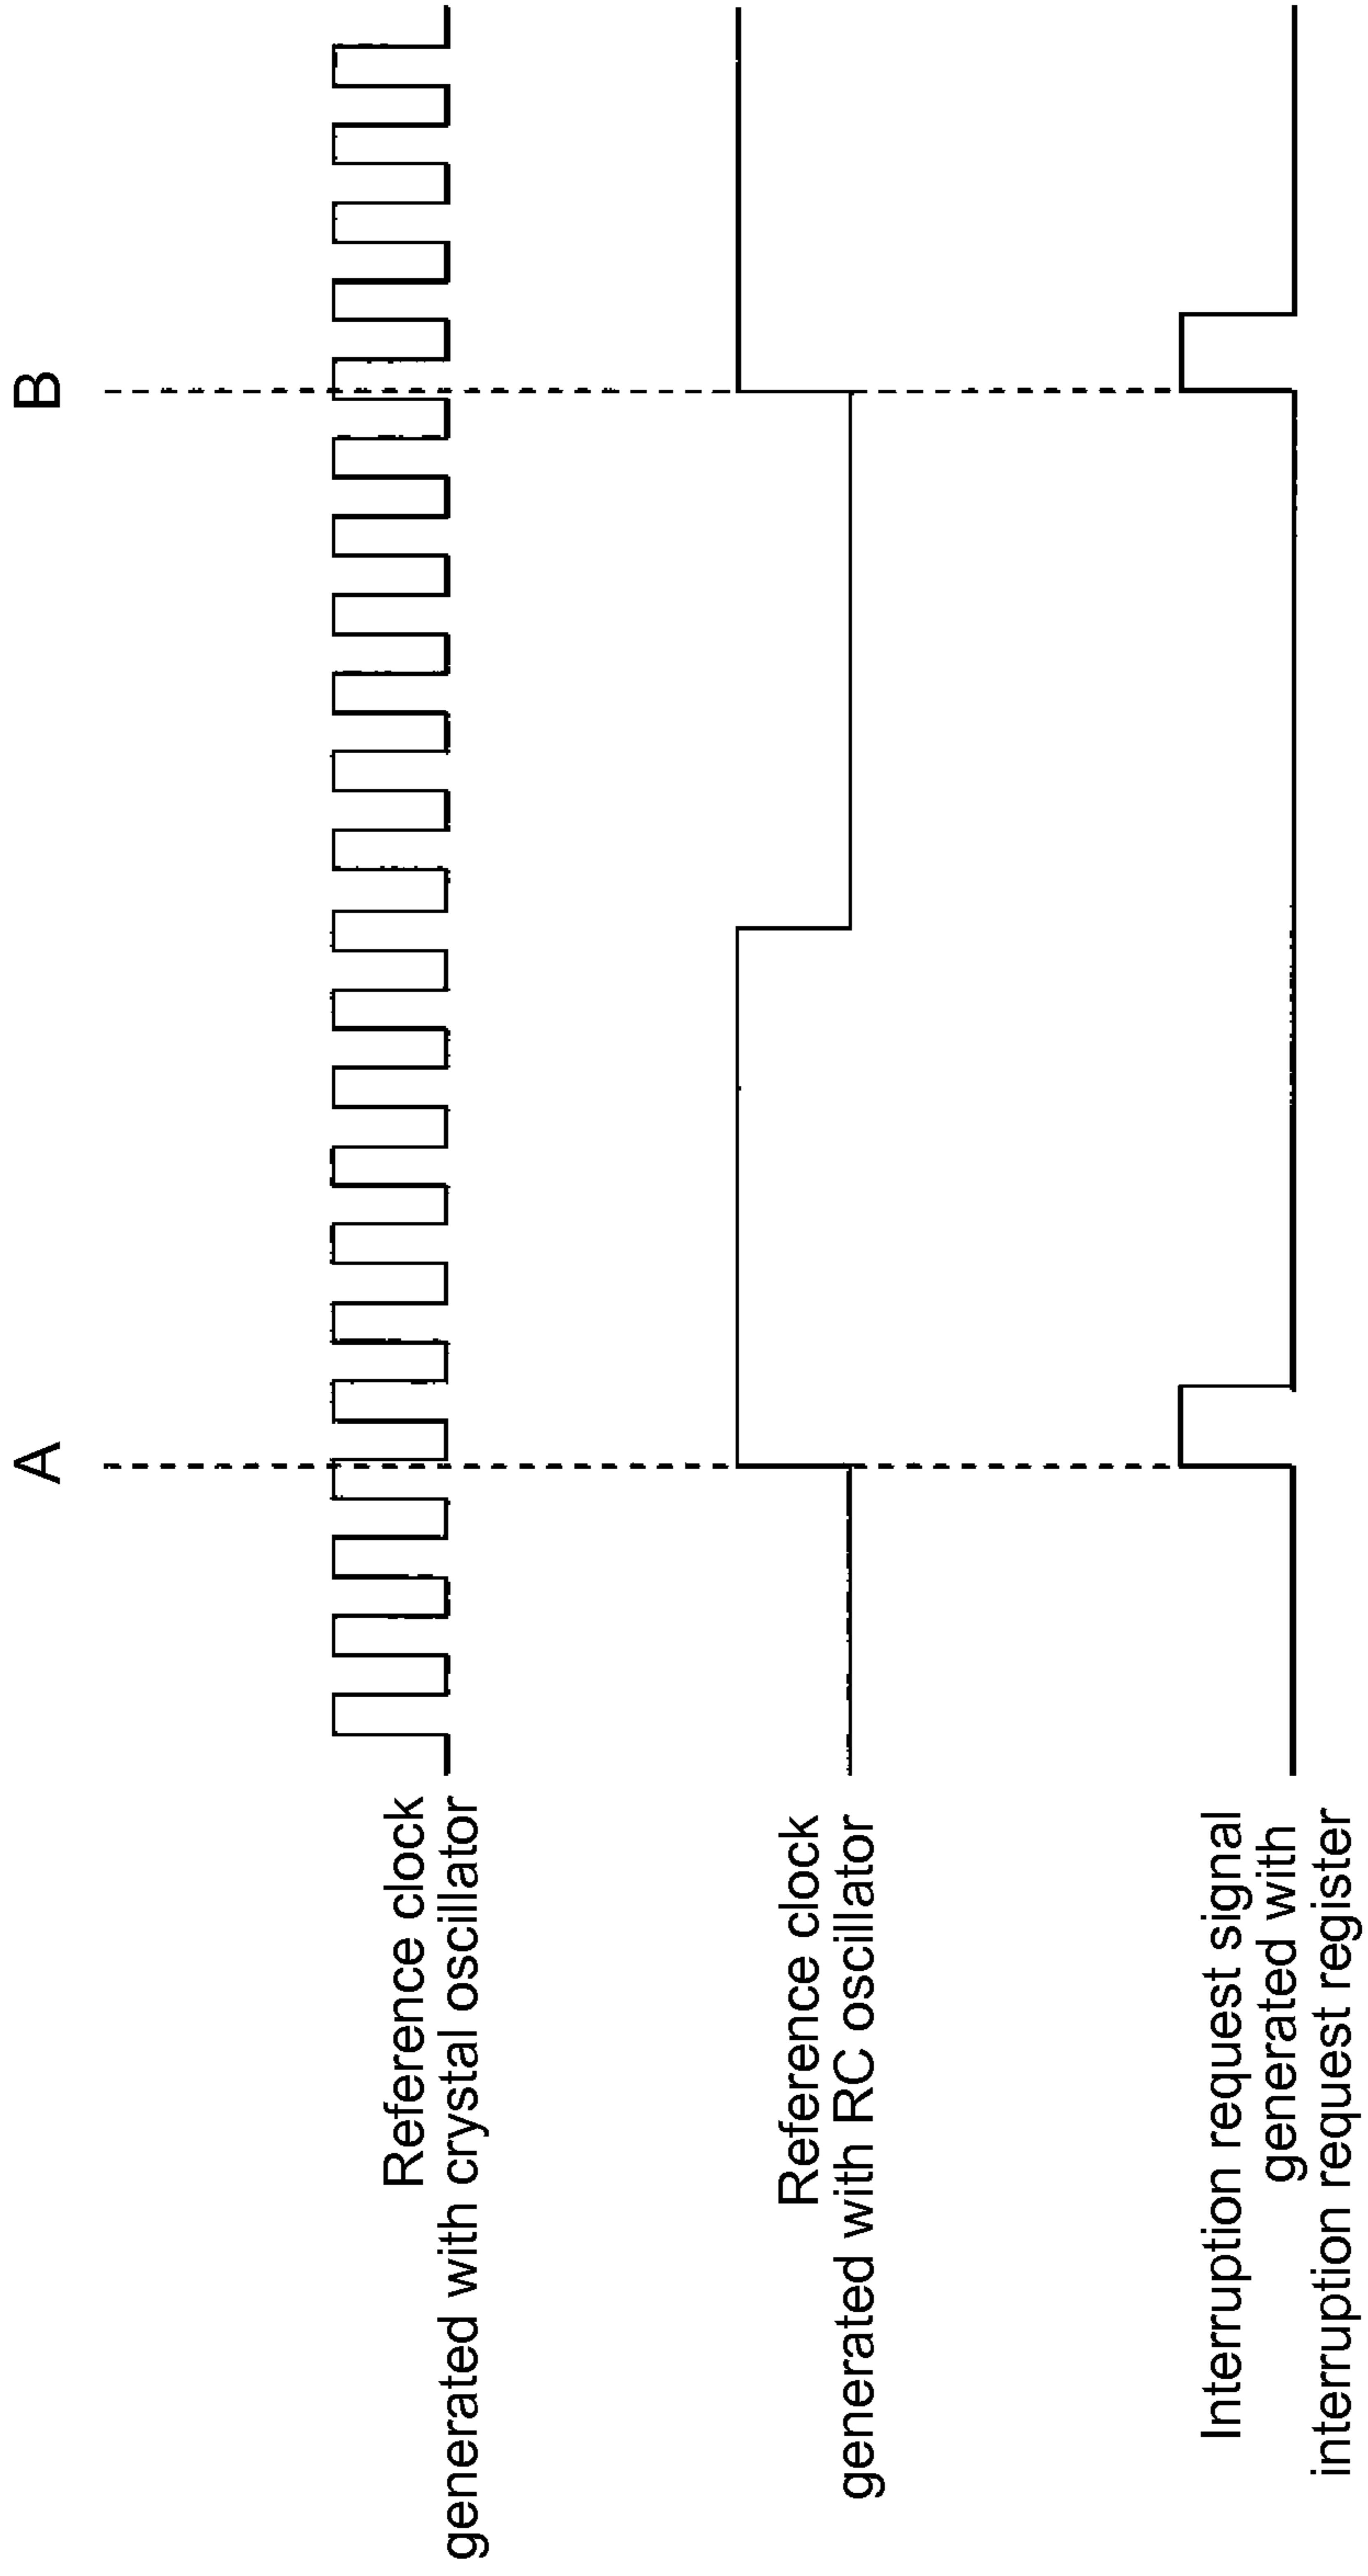 A
B
Reference clock
generated with crystal oscillator
Reference clock
generated with RC oscillator
Interruption request signal
generated with
interruption request register